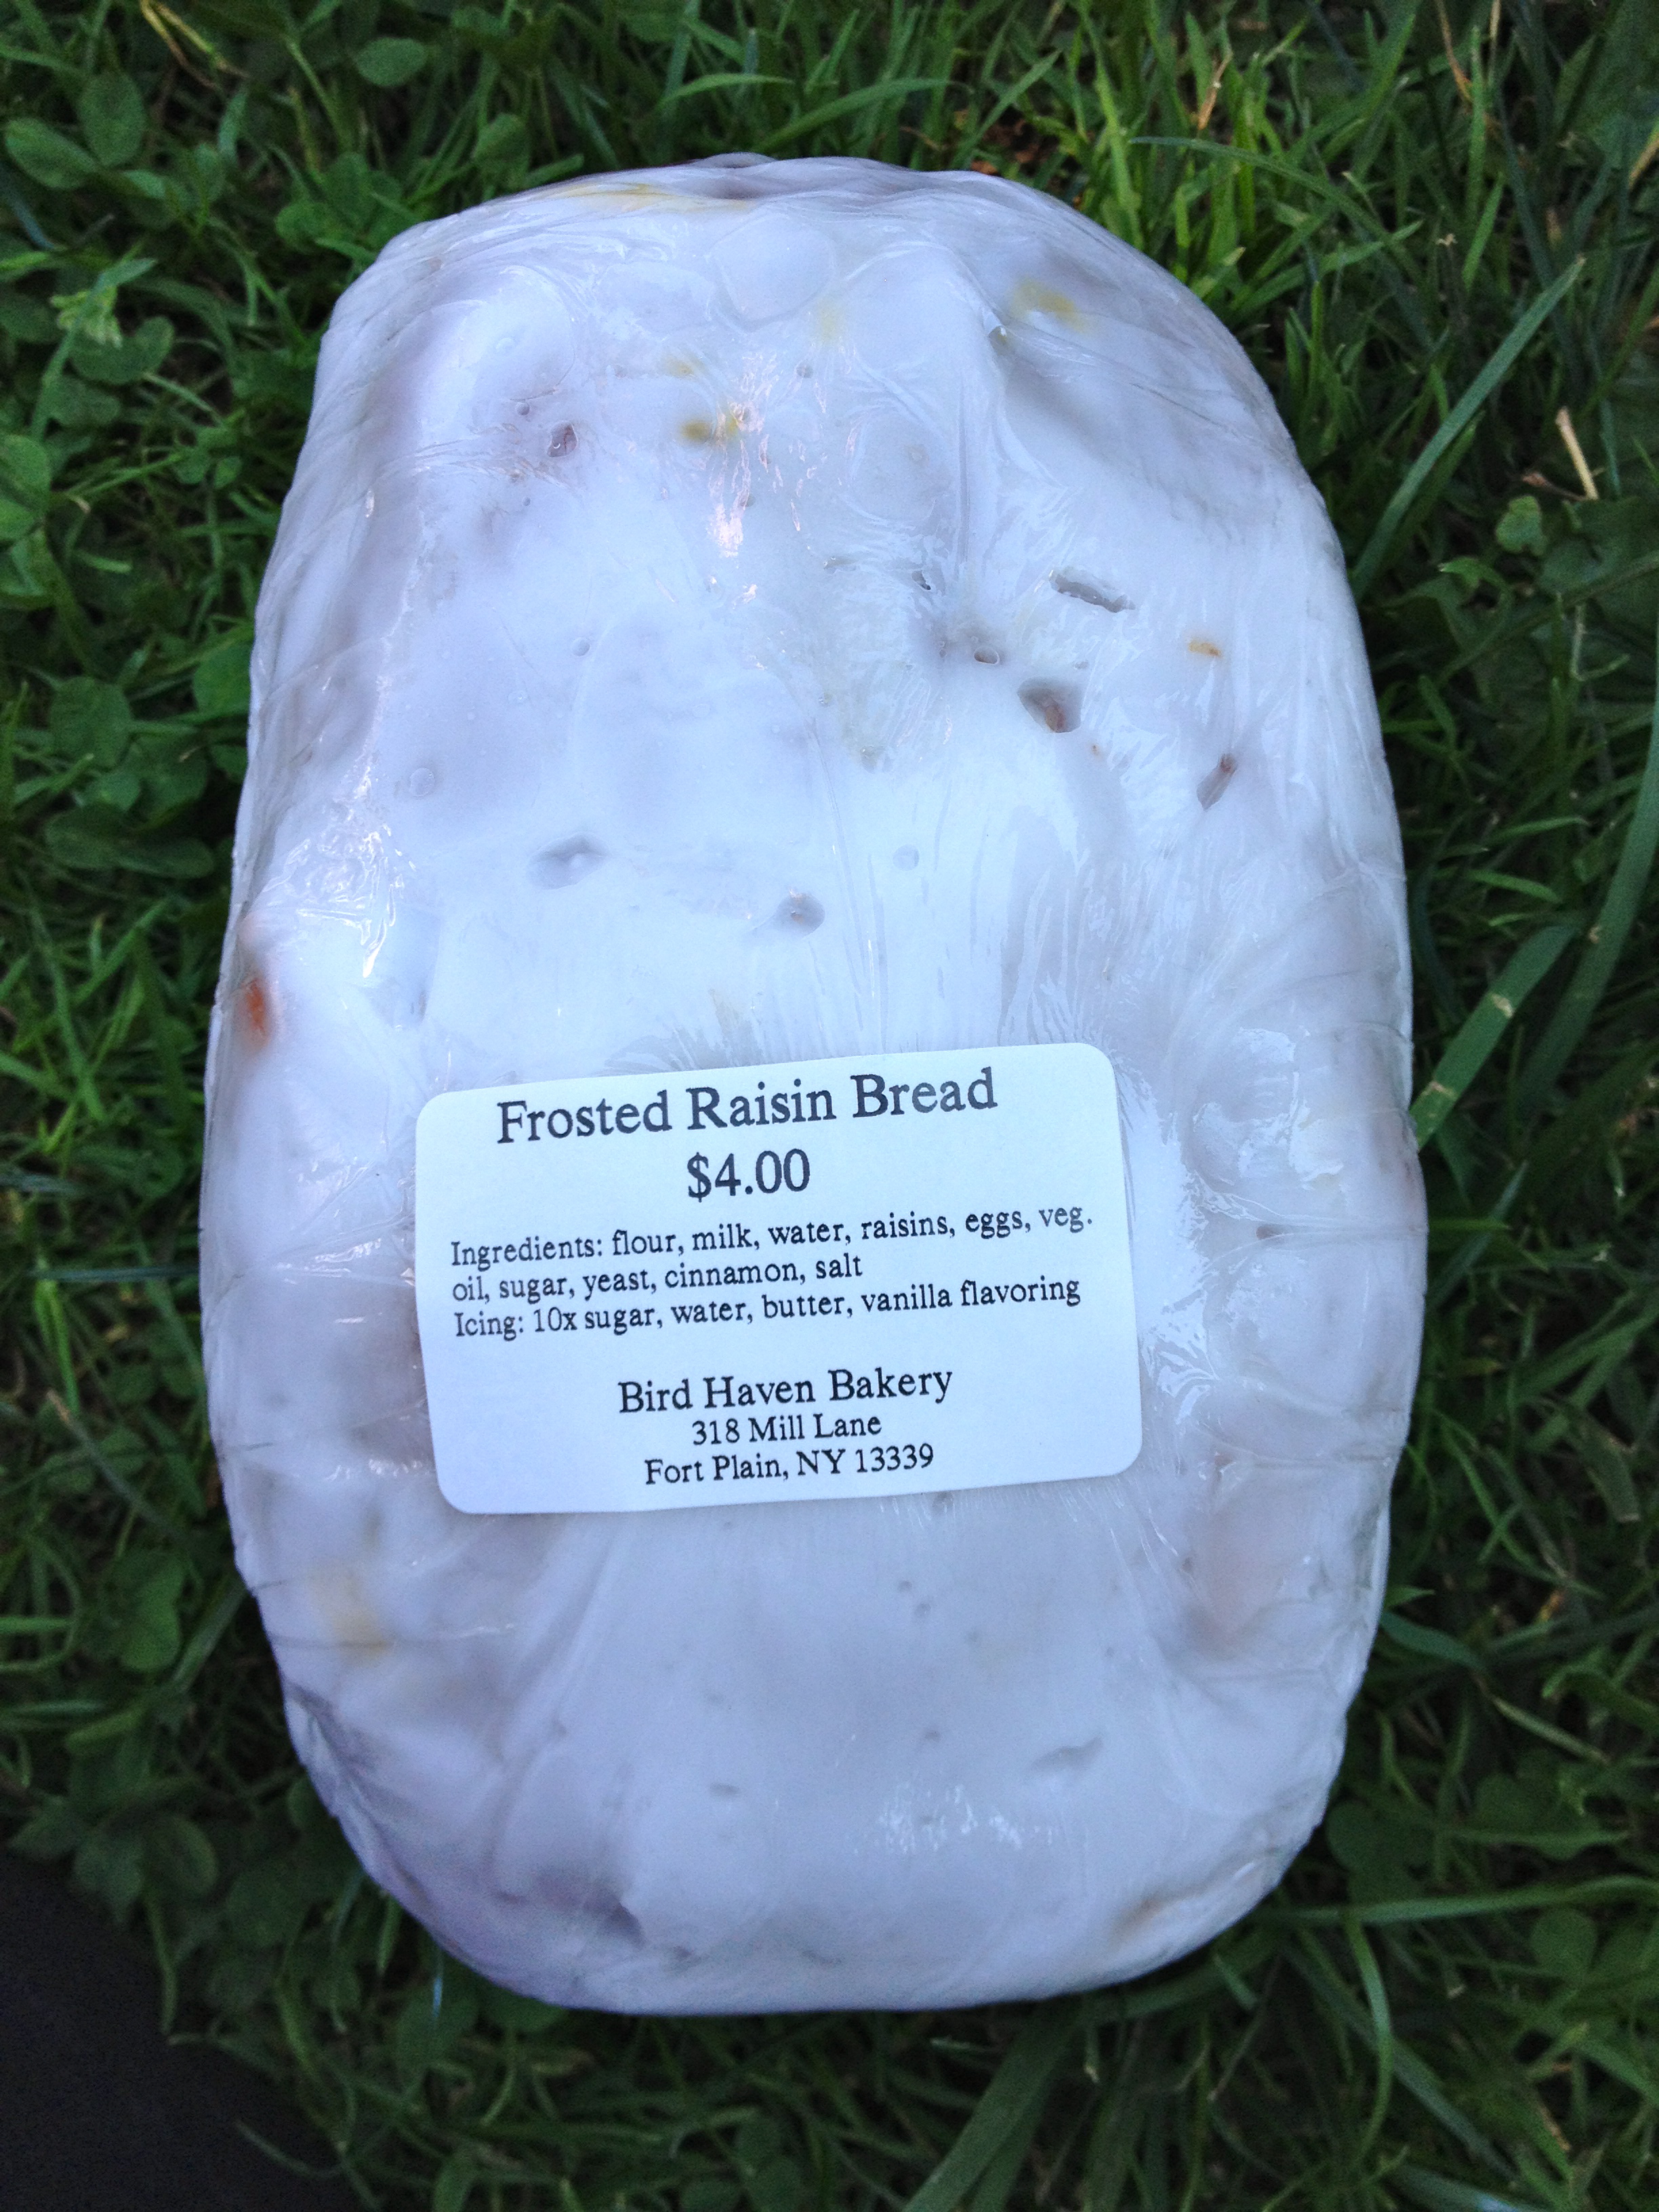 Frosted Raisin Bread
$4.00
Ingredients: flour, milk, water, raisins, eggs, veg.
oil, sugar, yeast, cinnamon, salt
Icing: 10x sugar, water, butter, vanilla flavoring
Bird Haven Bakery
318 Mill Lane
Fort Plain, NY 13339